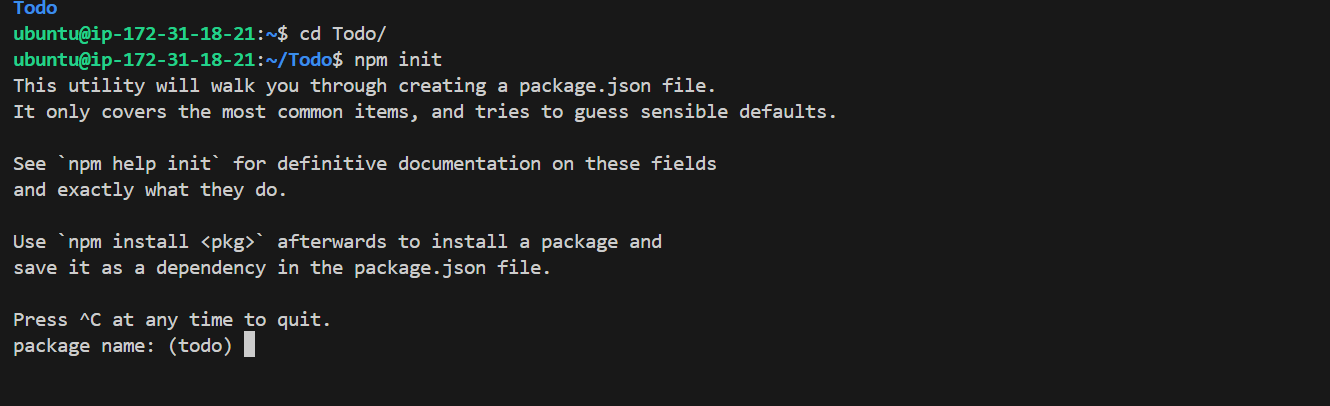 Todo
ubuntu@ip-172-31-18-21:~$ cd Todo/
ubuntu@ip-172-31-18-21:~/Todo$ npm init
This utility will walk you through creating a package.json file.
It only covers the most common items, and tries to guess sensible defaults.
See `npm help init` for definitive documentation on these fields
and exactly what they do.
Use `npm install <pkg>` afterwards to install a package and
save it as a dependency in the package.json file.
Press ^C at any time to quit.
package name: (todo)